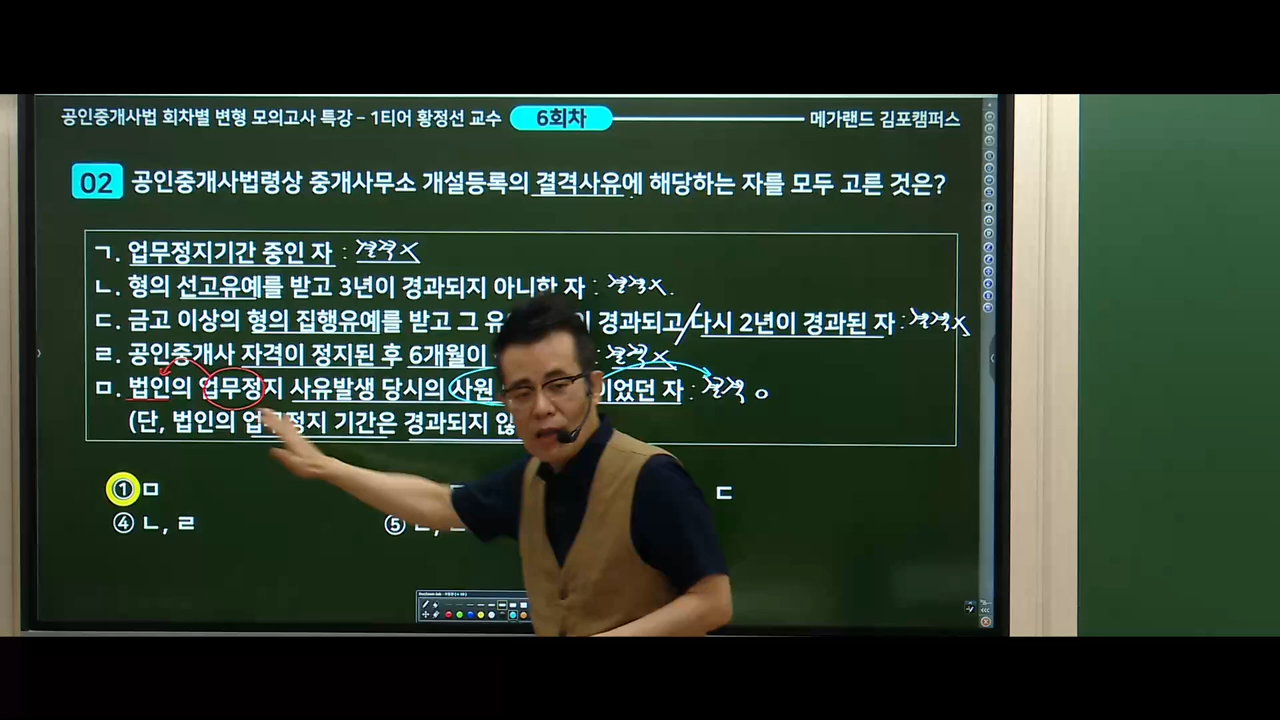 공인중개사법 회차별 변형 모의고사 특강 – 1티어 황정선 교수 6회차 메가랜드 김포캠퍼스
02 공인중개사법령상 중개사무소 개설등록의 결격사유에 해당하는 자를 모두 고른 것은?
ㄱ. 업무정지기간 중인 자 : 결격X
ㄴ. 형의 선고유예를 받고 3년이 경과되지 아니한 자 : 결격X.
ㄷ. 금고 이상의 형의 집행유예를 받고 그 유 경과되고/다시 2년이 경과된 자 : 결격X
ㄹ. 공인중개사 자격이 정지된 후 6개월이 : 결격X
ㅁ. 법인의 업무정지 사유발생 당시의 사원 이었던 자 : 결격 O
(단, 법인의 업무정지 기간은 경과되지 않
① ㅁ ㄷ
④ ㄴ, ㄹ ⑤